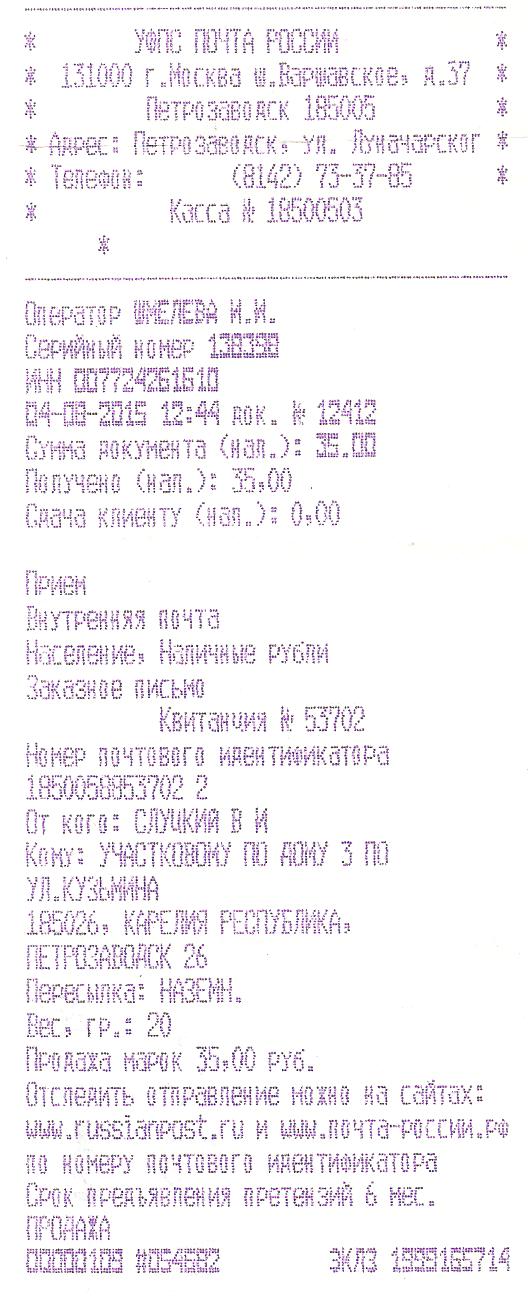 * УФПС ПОЧТА РОССИИ *
* 131000 г.Москва ш.Варшавское, д.37 *
* Петрозаводск 185005 *
* Адрес: Петрозаводск, ул. Луначарског *
* Телефон: (8142) 73-37-85 *
* Касса № 18500503
*
Оператор ШМЕЛЕВА И.И.
Серийный номер 138398
ИНН 007724261610
04-08-2015 12:44 док. № 12412
Сумма документа (нал.): 35.00
Получено (нал.): 35,00
Сдача клиенту (нал.): 0,00
Прием
Внутренняя почта
Население, Наличные рубли
Заказное письмо
Квитанция № 53702
Номер почтового идентификатора
1850058953702 2
От кого: СЛУЦКИЙ В И
Кому: УЧАСТКОВОМУ ПО ДОМУ 3 ПО
УЛ.КУЗЬМИНА
185026, КАРЕЛИЯ РЕСПУБЛИКА,
ПЕТРОЗАВОДСК 26
Пересылка: НАЗЕМН.
Вес, гр.: 20
Продажа марок 35,00 руб.
Отследить отправление можно на сайтах:
www.russianpost.ru и www.почта-россии.рф
по номеру почтового идентификатора
Срок предъявления претензий 6 мес.
ПРОДАЖА
00000109 #054682 ЭКЛЗ 1599165714